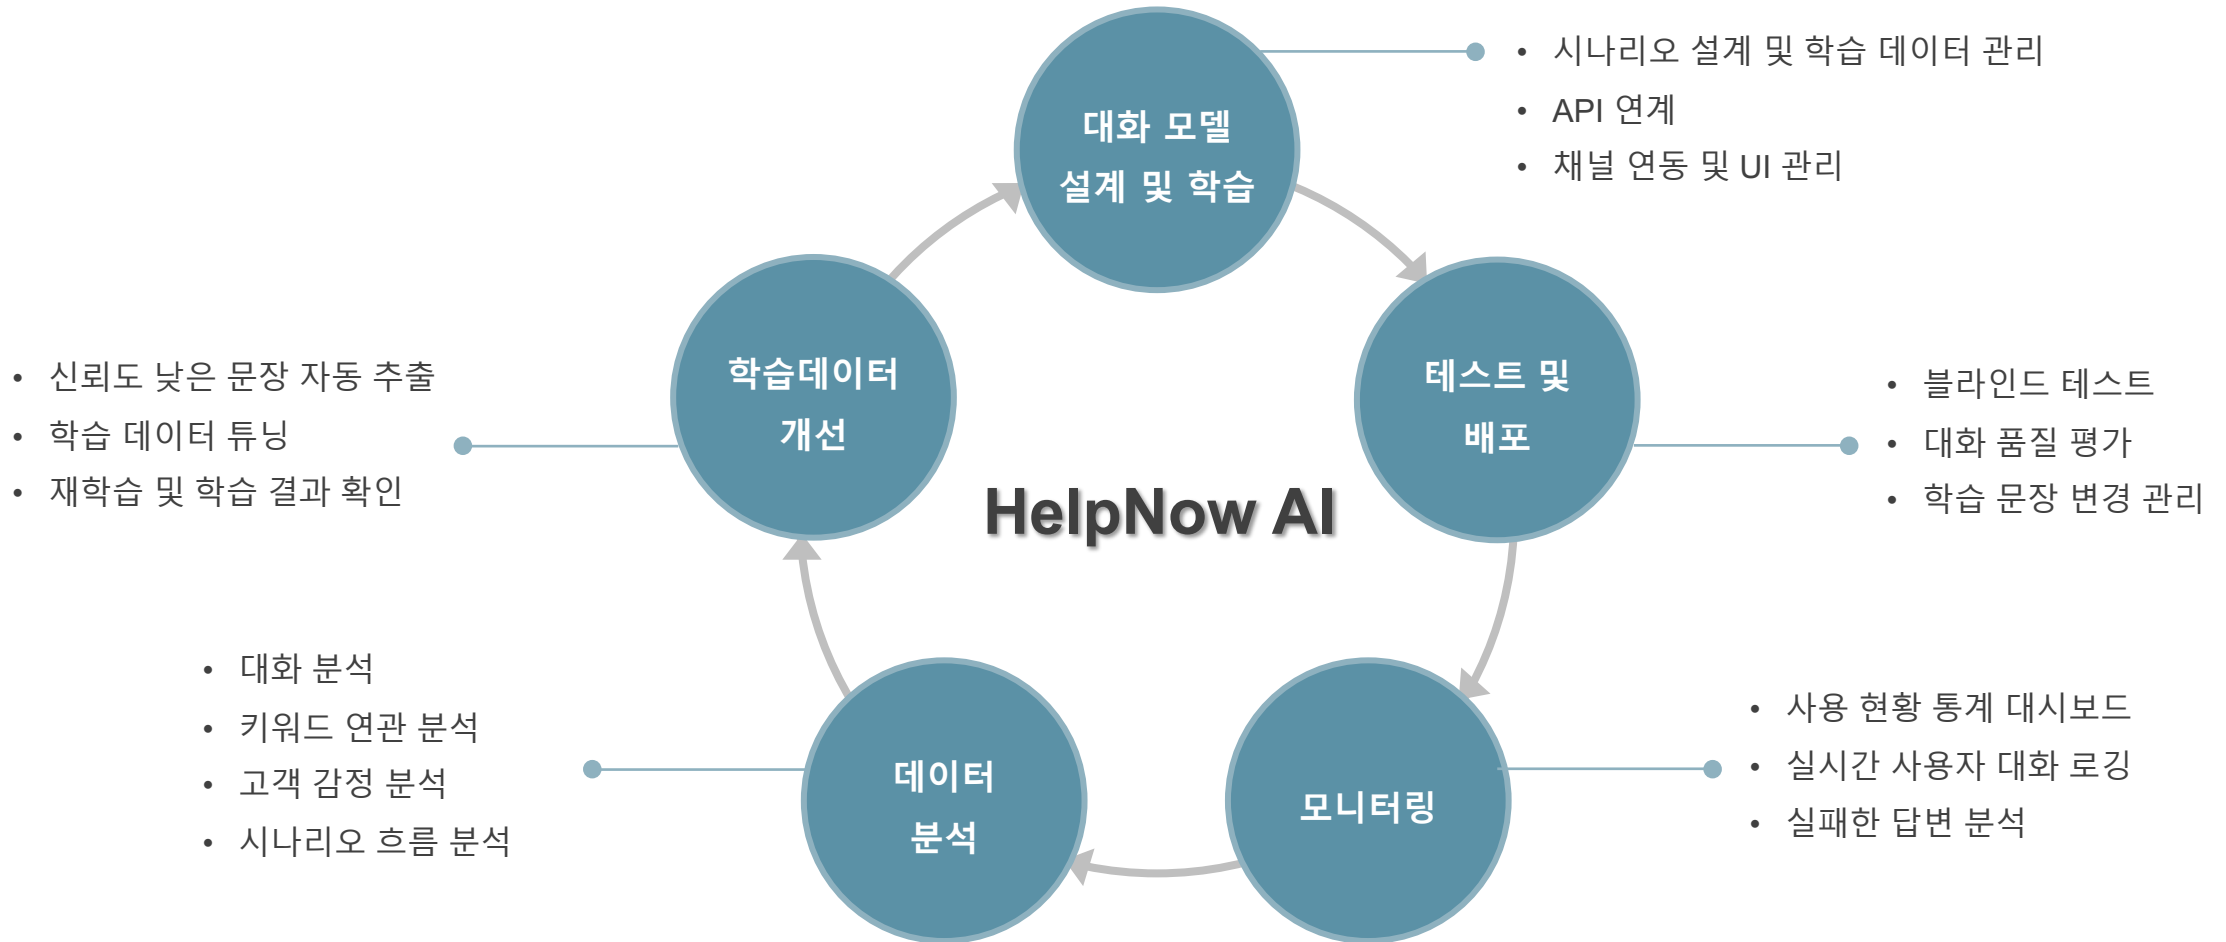 대화 모델
설계 및 학습
• 시나리오 설계 및 학습 데이터 관리
• API 연계
• 채널 연동 및 UI 관리
테스트 및
배포
• 블라인드 테스트
• 대화 품질 평가
• 학습 문장 변경 관리
모니터링
• 사용 현황 통계 대시보드
• 실시간 사용자 대화 로깅
• 실패한 답변 분석
데이터
분석
• 대화 분석
• 키워드 연관 분석
• 고객 감정 분석
• 시나리오 흐름 분석
학습데이터
개선
• 신뢰도 낮은 문장 자동 추출
• 학습 데이터 튜닝
• 재학습 및 학습 결과 확인
HelpNow AI